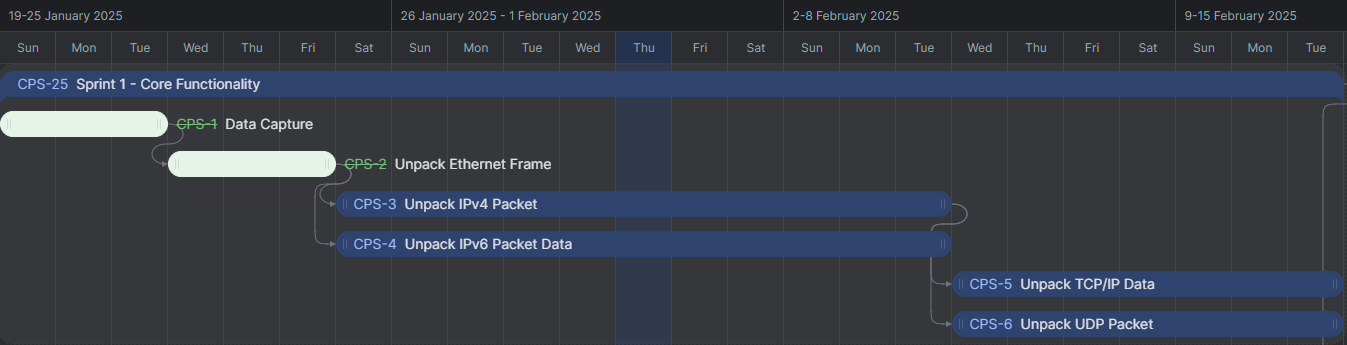 19-25 January 2025 26 January 2025 - 1 February 2025 2-8 February 2025 9-15 February 2025
Sun Mon Tue Wed Thu Fri Sat Sun Mon Tue Wed Thu Fri Sat Sun Mon Tue Wed Thu Fri Sat Sun Mon Tue
CPS-25 Sprint 1 - Core Functionality
CPS-1 Data Capture
CPS-2 Unpack Ethernet Frame
CPS-3 Unpack IPv4 Packet
CPS-4 Unpack IPv6 Packet Data
CPS-5 Unpack TCP/IP Data
CPS-6 Unpack UDP Packet